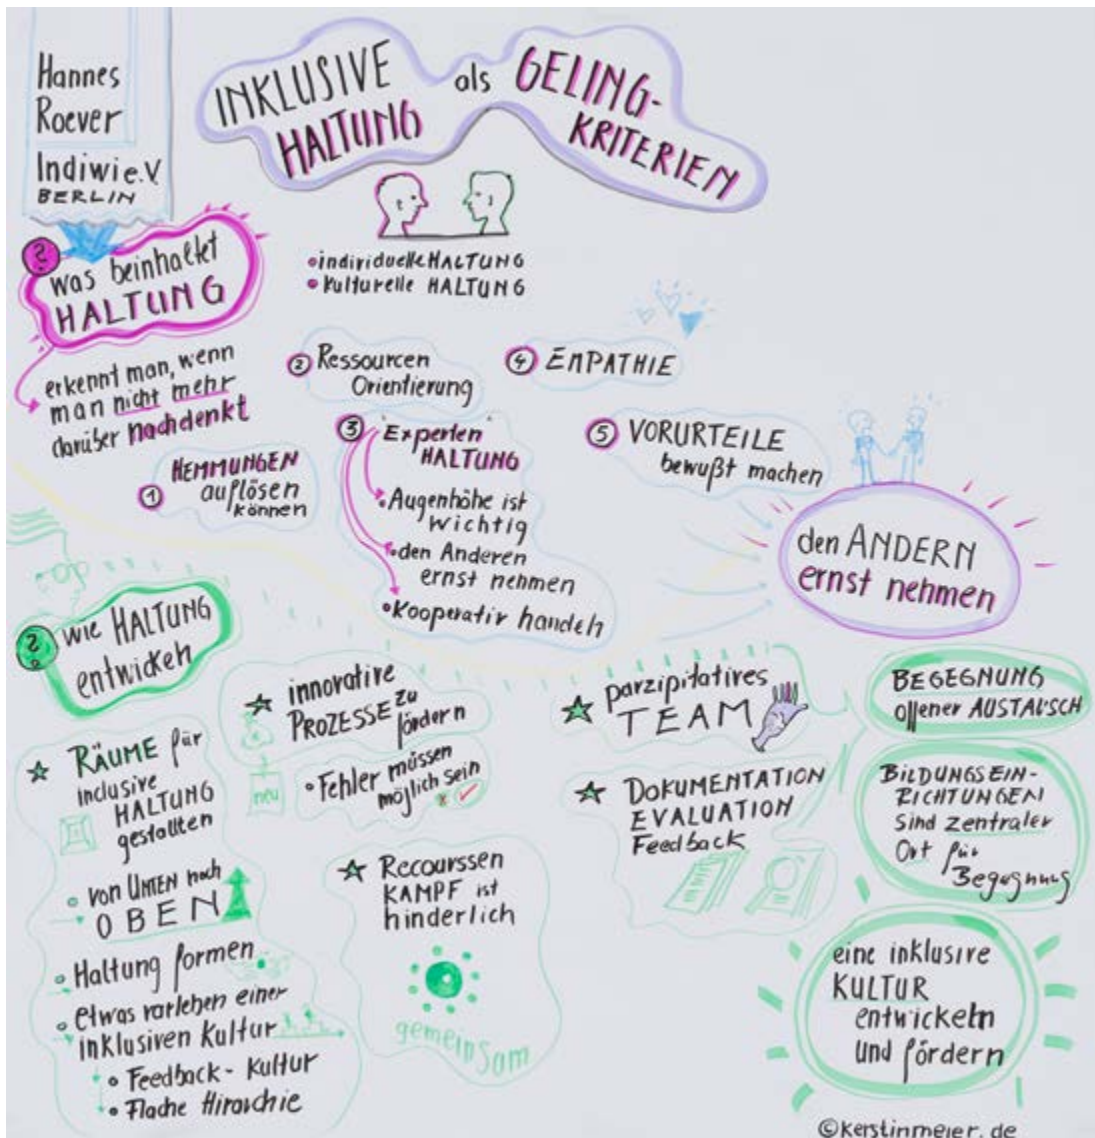 Hannes
Roever
Indiwi e.V.
BERLIN
INKLUSIVE
HALTUNG
als
GELING-
KRITERIEN
• individuelle HALTUNG
• kulturelle HALTUNG
?
was beinhaltet
HALTUNG
erkennt man, wenn
man nicht mehr
darüber nachdenkt
① HEMMUNGEN
auflösen
können
② Ressourcen
Orientierung
③ "Experten"
HALTUNG
• Augenhöhe ist
wichtig
• den Anderen
ernst nehmen
• Kooperativ handeln
④ EMPATHIE
⑤ VORURTEILE
bewußt machen
den ANDERN
ernst nehmen
?
wie HALTUNG
entwickeln
RÄUME für
inclusive
HALTUNG
gestallten
• von UNTEN nach
OBEN
• Haltung formen
• etwas vorleben einer
inklusiven Kultur
• Feedback - Kultur
• Flache Hirachie
innovative
PROZESSE zu
fördern
neu
• Fehler müssen
möglich sein
Recourssen
KAMPF ist
hinderlich
gemeinsam
parzipitatives
TEAM
DOKUMENTATION
EVALUATION
Feedback
BEGEGNUNG
offener AUSTAUSCH
BILDUNGSEIN-
RICHTUNGEN
Sind zentraler
Ort für
Begegnung
eine inklusive
KULTUR
entwickeln
und fördern
©kerstinmeier.de